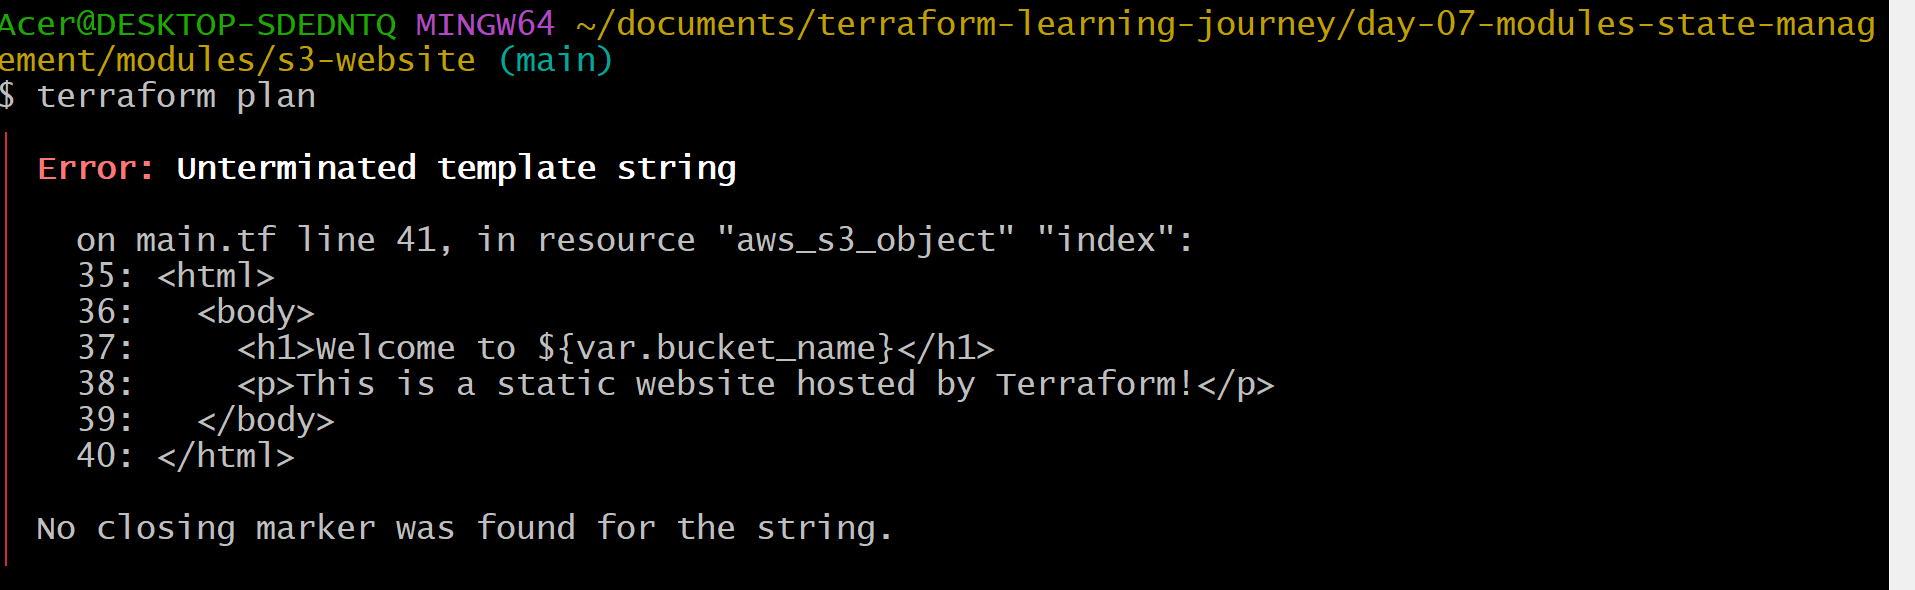 Acer@DESKTOP-SDEDNTQ MINGW64 ~/documents/terraform-learning-journey/day-07-modules-state-manag
ement/modules/s3-website (main)
$ terraform plan
Error: Unterminated template string
on main.tf line 41, in resource "aws_s3_object" "index":
35: <html>
36:   <body>
37:     <h1>Welcome to ${var.bucket_name}</h1>
38:     <p>This is a static website hosted by Terraform!</p>
39:   </body>
40: </html>
No closing marker was found for the string.